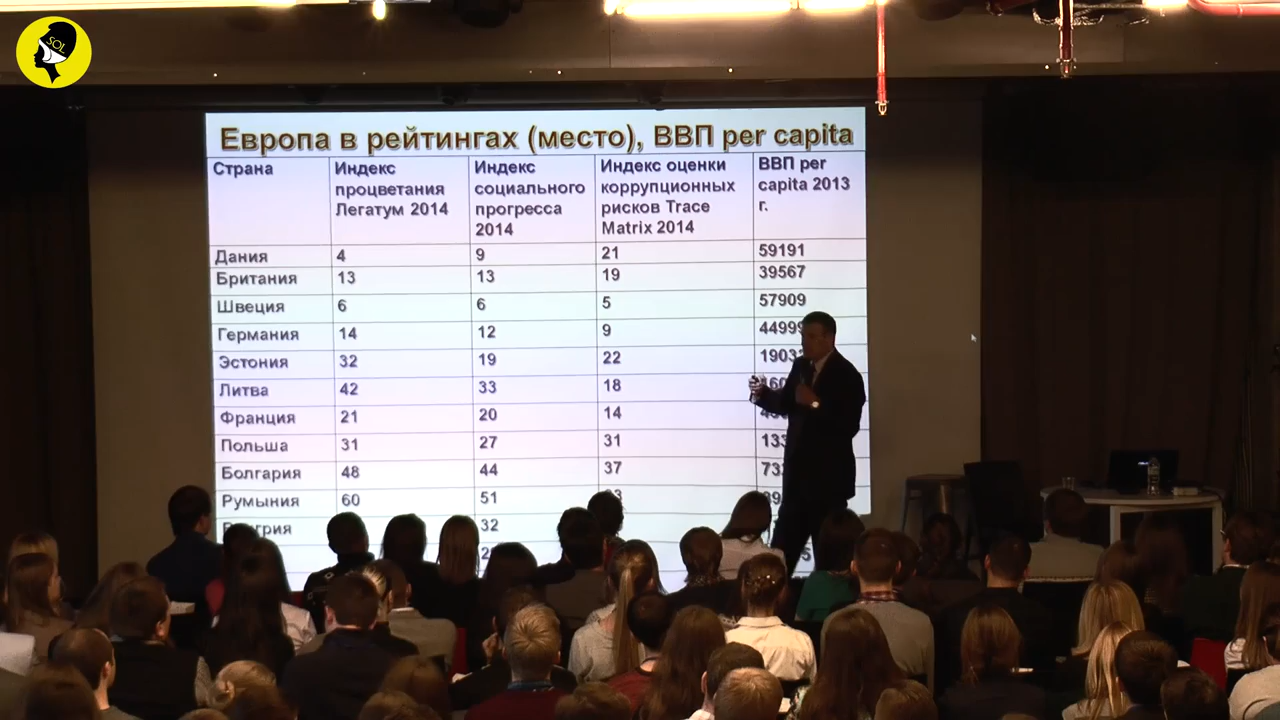 SOL
Европа в рейтингах (место), ВВП per capita
Страна
Индекс
процветания
Легатум 2014
Индекс
социального
прогресса
2014
Индекс оценки
коррупционных
рисков Trace
Matrix 2014
ВВП per
capita 2013
г.
Дания 4 9 21 59191
Британия 13 13 19 39567
Швеция 6 6 5 57909
Германия 14 12 9
Эстония 32 19 22
Литва 42 33 18
Франция 21 20 14
Польша 31 27 31
Болгария 48 44 37
Румыния 60 51
32